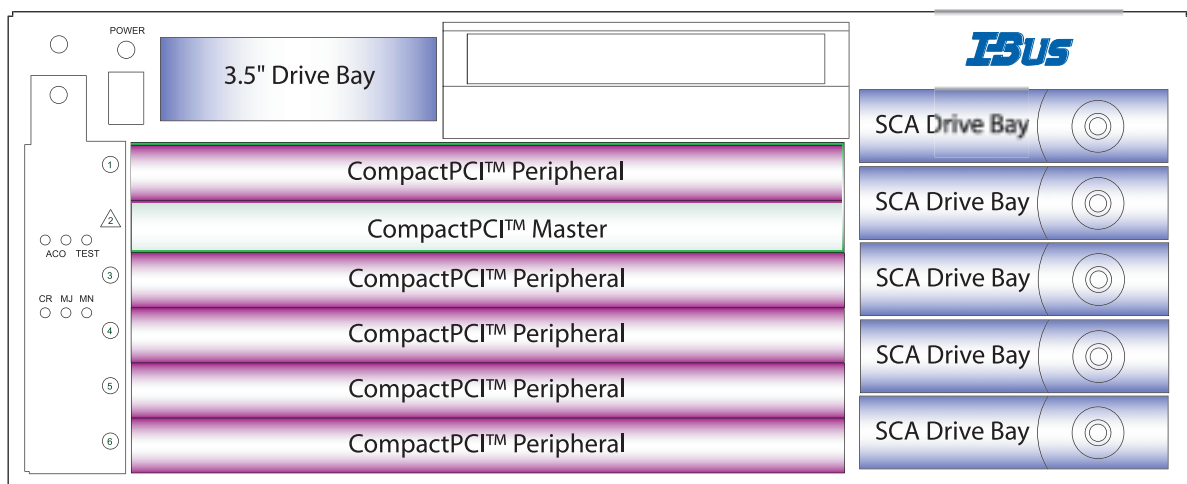 POWER
3.5" Drive Bay
I-BUS
SCA Drive Bay
1
CompactPCI™ Peripheral
2
CompactPCI™ Master
SCA Drive Bay
ACO TEST
3
CompactPCI™ Peripheral
SCA Drive Bay
CR MJ MN
4
CompactPCI™ Peripheral
SCA Drive Bay
5
CompactPCI™ Peripheral
6
CompactPCI™ Peripheral
SCA Drive Bay